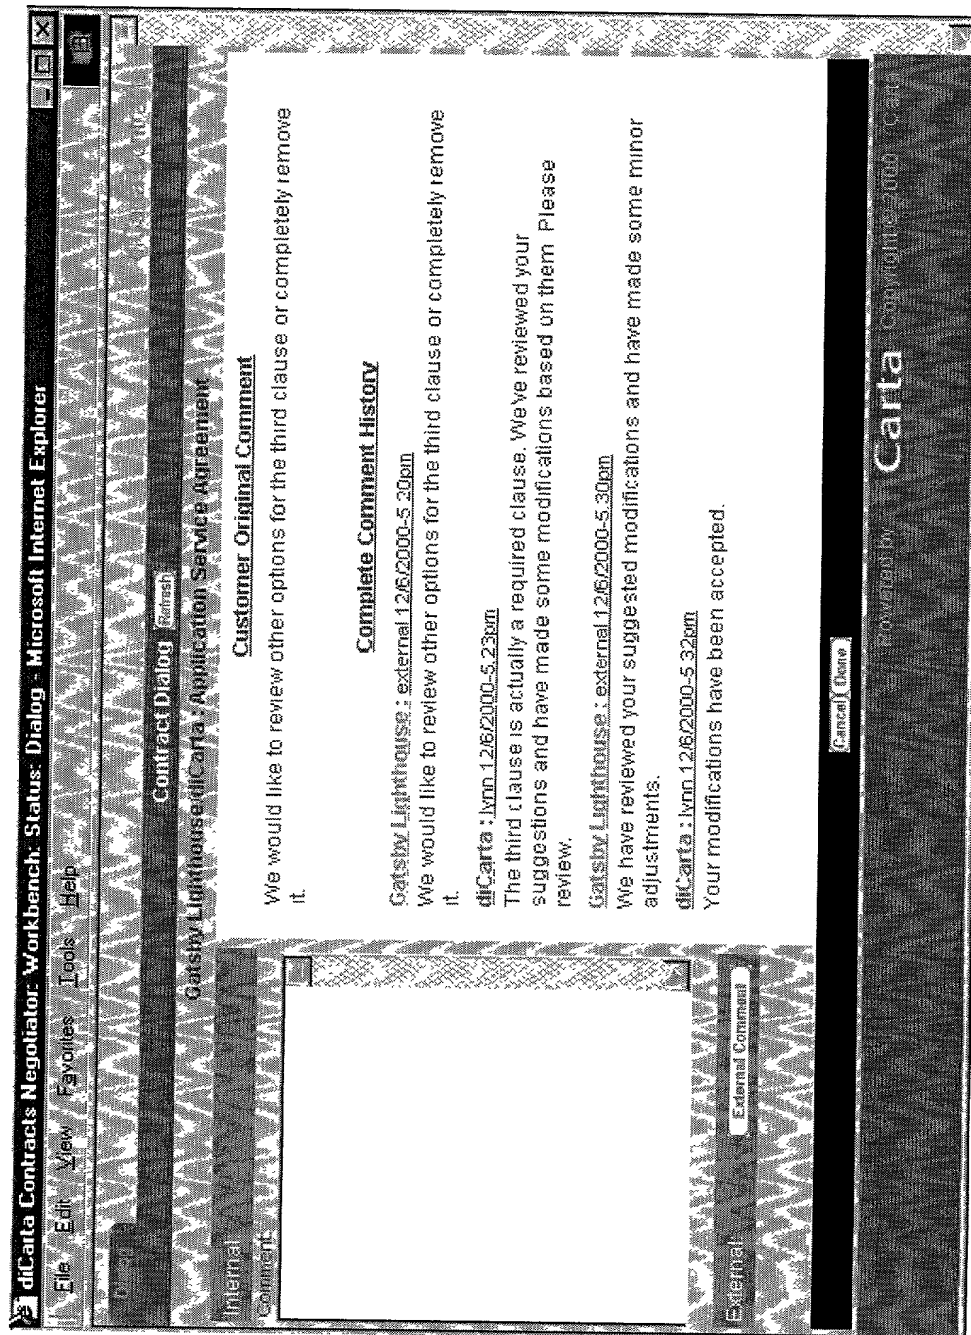 diCarta Contracts Negotiator: Workbench: Status: Dialog - Microsoft Internet Explorer
File Edit View Favorites Tools Help
Contract Dialog Refresh
Gatsby Lighthouse/diCarta : Application Service Agreement
Internal
Comment
External
External Comment
Customer Original Comment
We would like to review other options for the third clause or completely remove
it.
Complete Comment History
Gatsby Lighthouse : external 12/6/2000-5.20pm
We would like to review other options for the third clause or completely remove
it.
diCarta : lynn 12/6/2000-5.23pm
The third clause is actually a required clause. We've reviewed your
suggestions and have made some modifications based on them Please
review.
Gatsby Lighthouse : external 12/6/2000-5.30pm
We have reviewed your suggested modifications and have made some minor
adjustments.
diCarta : lynn 12/6/2000-5 32pm
Your modifications have been accepted.
Cancel Done
Powered by Carta Copyright 2000 Carta